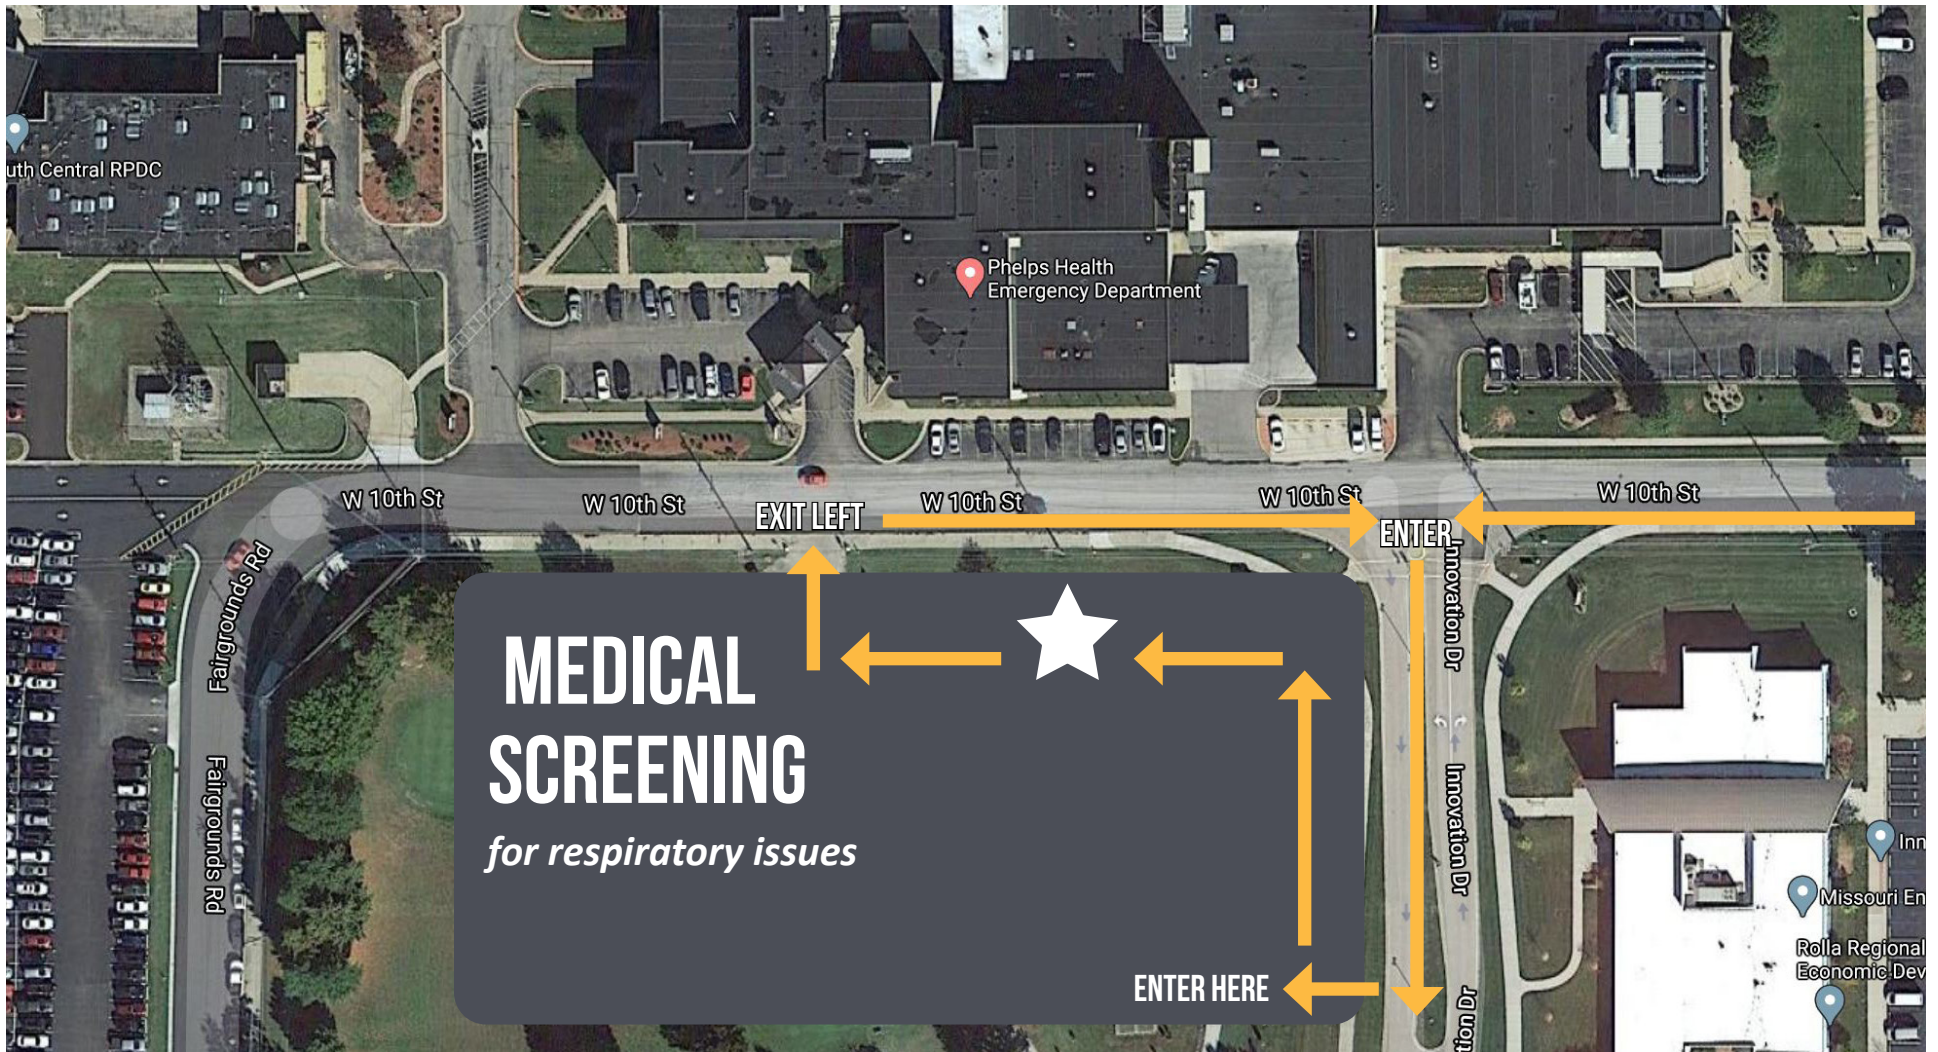 uth Central RPDC
Phelps Health
Emergency Department
W 10th St
W 10th St
W 10th St
W 10th St
W 10th St
EXIT LEFT
ENTER
Fairgrounds Rd
Innovation Dr
MEDICAL
SCREENING
for respiratory issues
Fairgrounds Rd
Innovation Dr
Inn
Missouri En
Rolla Regional
Economic Dev
ENTER HERE
tion Dr